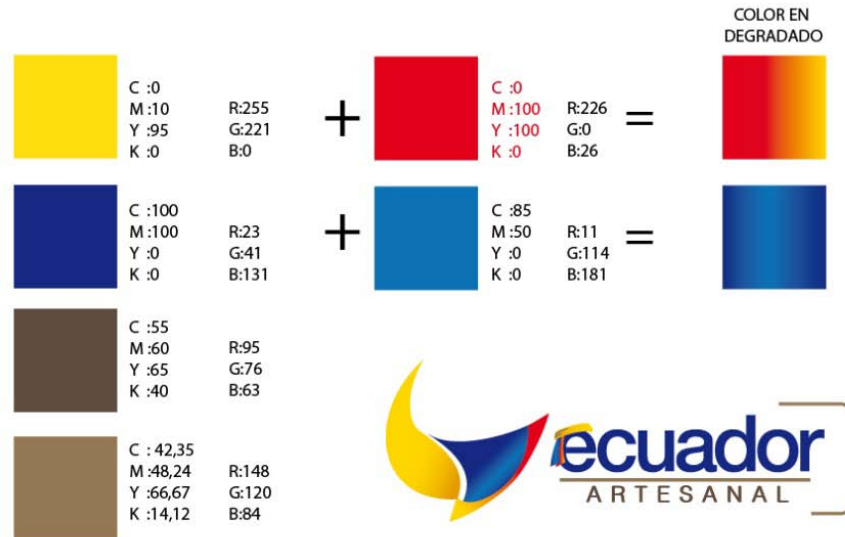 COLOR EN
DEGRADADO
C :0
M :10
Y :95
K :0
R:255
G:221
B:0
+
C :0
M :100
Y :100
K :0
R:226
G:0
B:26
=
C :100
M :100
Y :0
K :0
R:23
G:41
B:131
+
C :85
M :50
Y :0
K :0
R:11
G:114
B:181
=
C :55
M :60
Y :65
K :40
R:95
G:76
B:63
C : 42,35
M :48,24
Y :66,67
K :14,12
R:148
G:120
B:84
ecuador
ARTESANAL